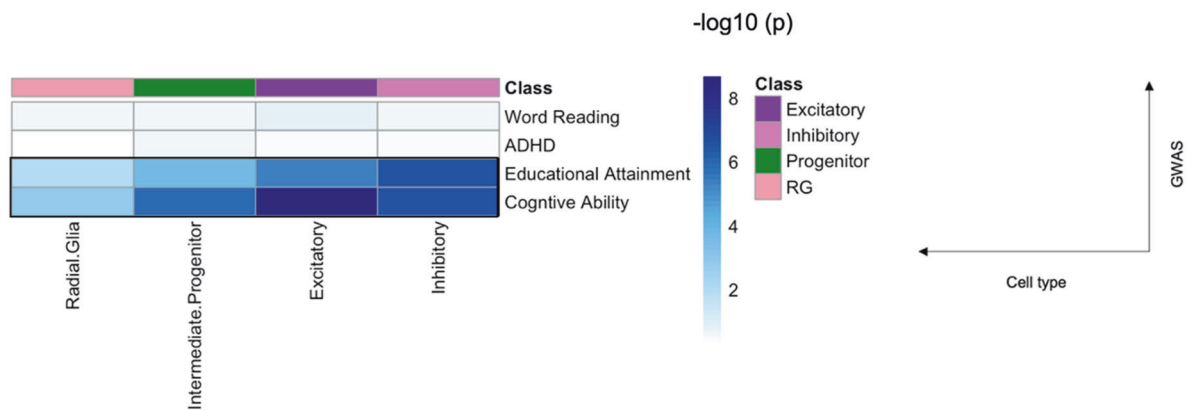 -log10 (p)
Class
Word Reading
ADHD
Educational Attainment
Cogntive Ability
Radial.Glia
Intermediate.Progenitor
Excitatory
Inhibitory
8
6
4
2
Class
Excitatory
Inhibitory
Progenitor
RG
GWAS
Cell type